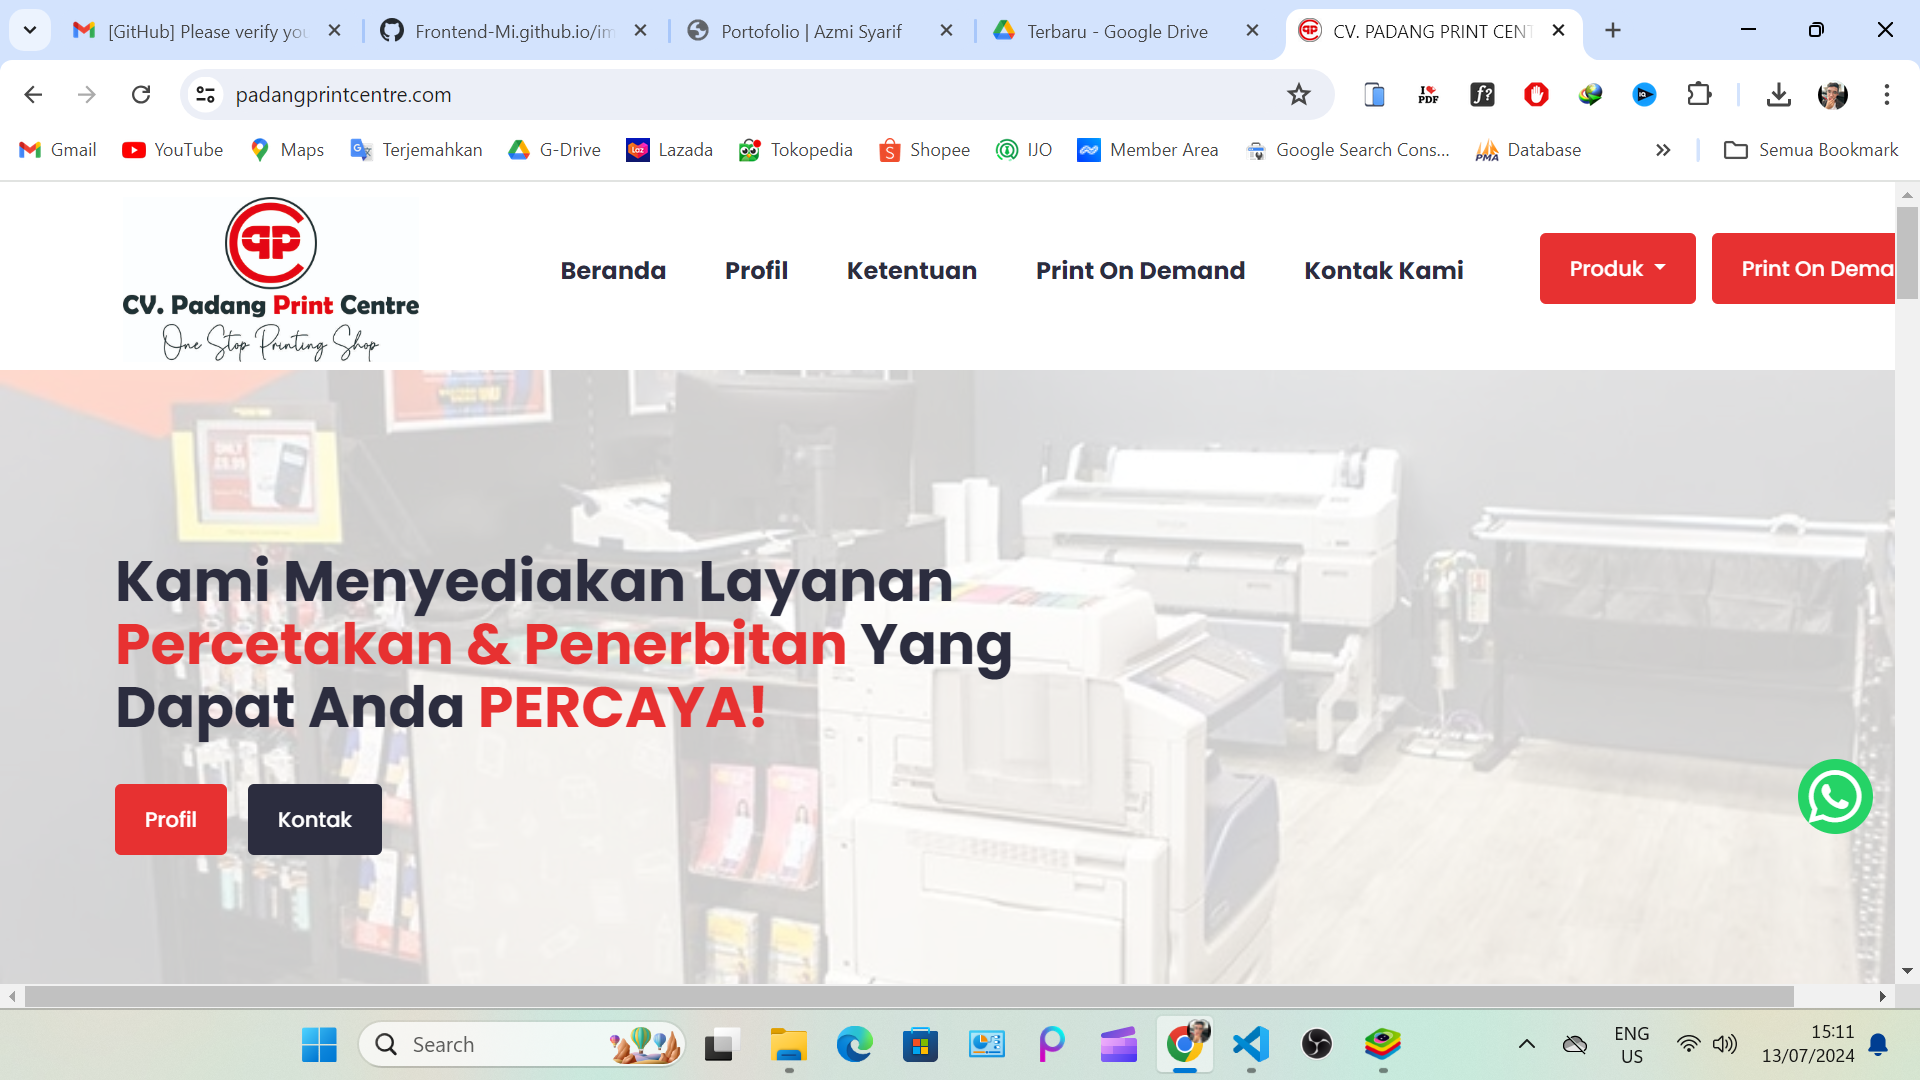 [GitHub] Please verify you
Frontend-Mi.github.io/im
Portofolio | Azmi Syarif
Terbaru - Google Drive
CV. PADANG PRINT CENT
padangprintcentre.com
Gmail
YouTube
Maps
Terjemahkan
G-Drive
Lazada
Tokopedia
Shopee
IJO
Member Area
Google Search Cons...
Database
Semua Bookmark
CV. Padang Print Centre
One Stop Printing Shop
Beranda
Profil
Ketentuan
Print On Demand
Kontak Kami
Produk
Print On Dema
Kami Menyediakan Layanan
Percetakan & Penerbitan Yang
Dapat Anda PERCAYA!
Profil
Kontak
Search
ENG
US
15:11
13/07/2024